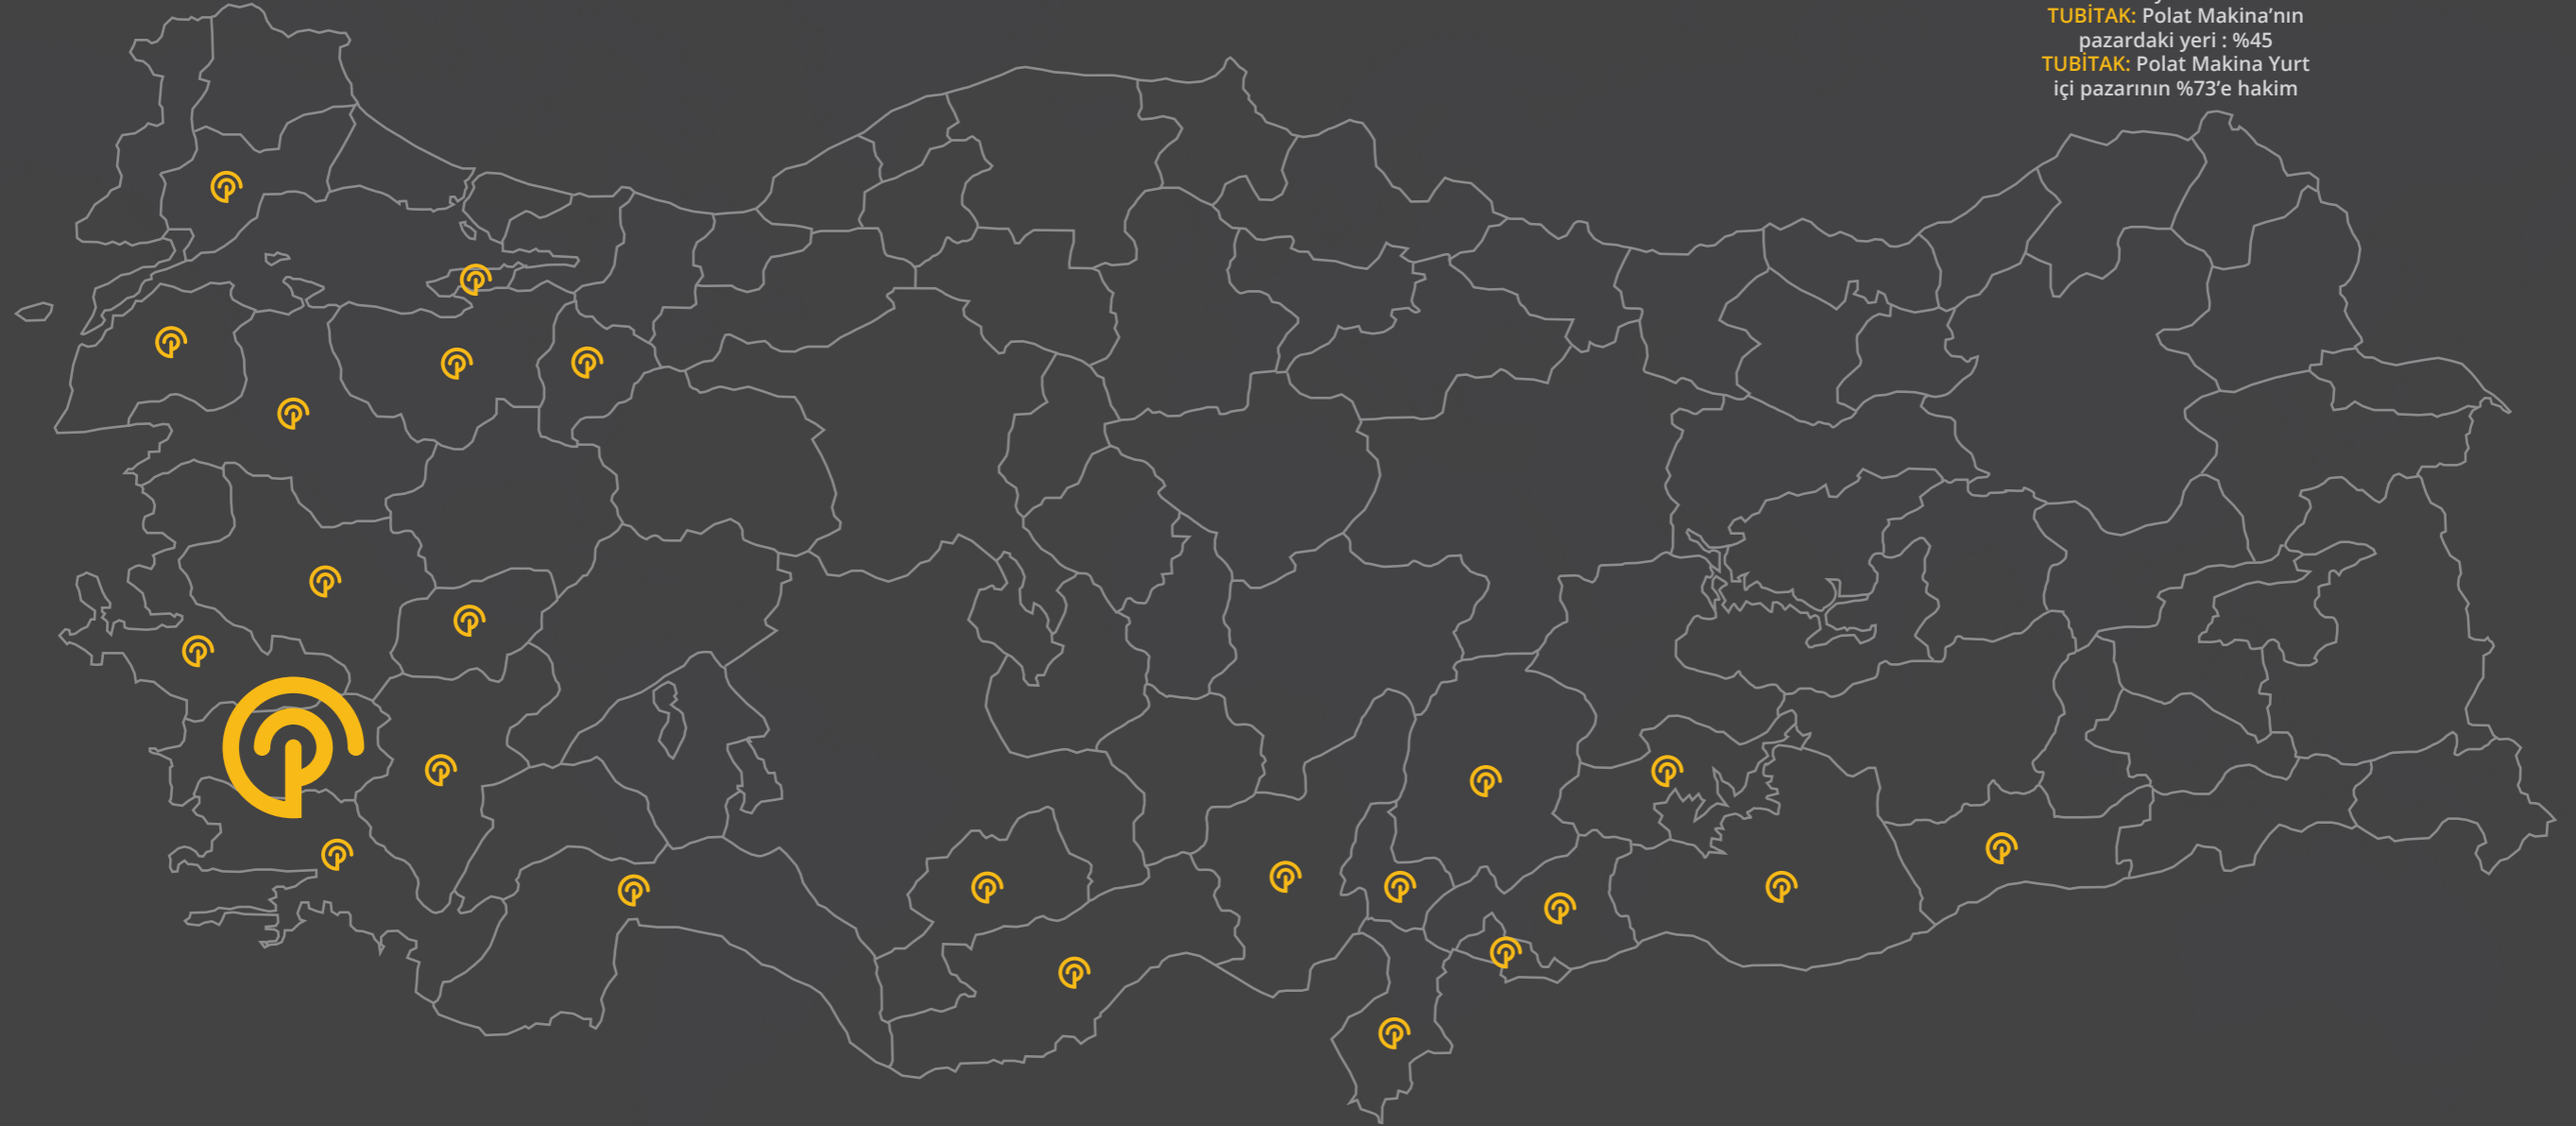 TUBİTAK: Polat Makina’nın
pazardaki yeri : %45
TUBİTAK: Polat Makina Yurt
içi pazarının %73’e hakim